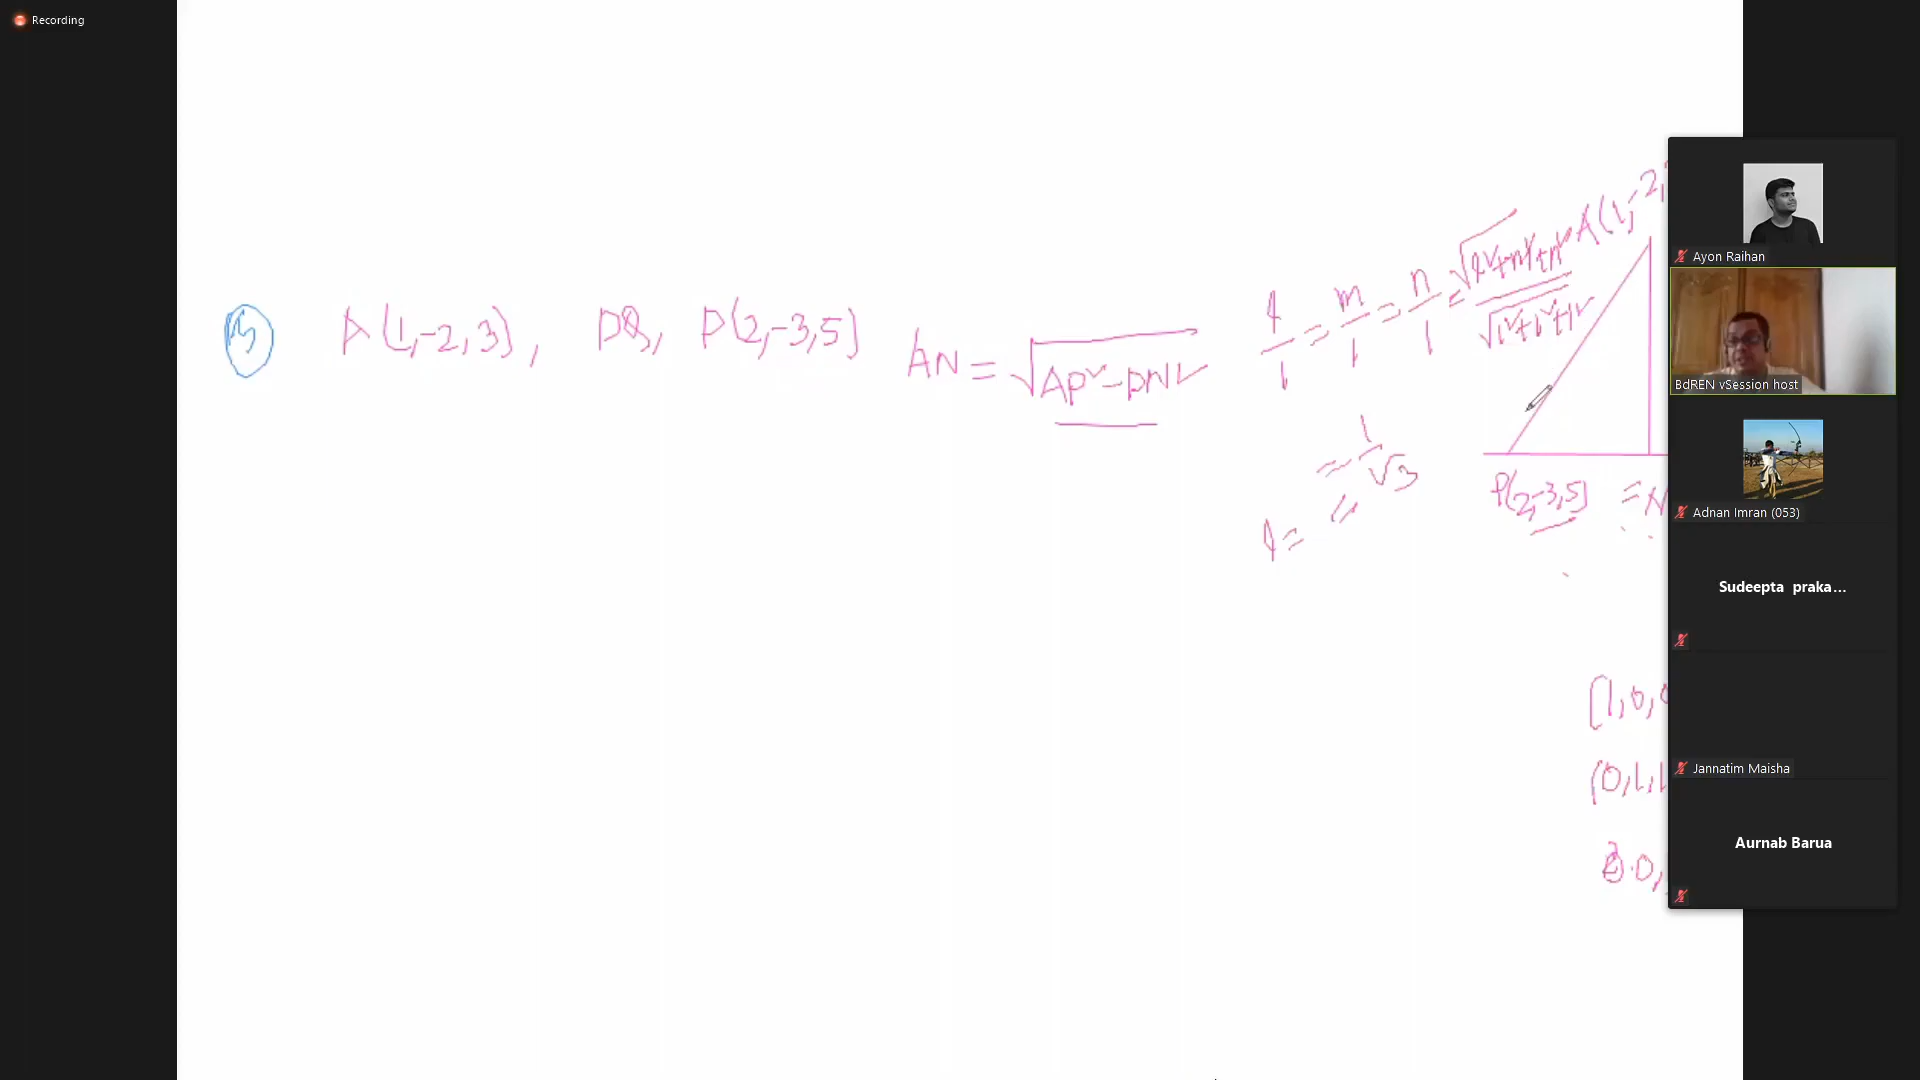 Recording
A(1,-2,3), PQ, P(2,-3,5)
AN = √AP² - PN²
l/1 = m/1 = n/1 = √l²+m²+n² / √1²+1²+1²
= 1/√3
l = "
A(1,-2,
P(2,-3,5) = N
(1,0,0
(0,1,1
Ayon Raihan
BdREN vSession host
Adnan Imran (053)
Sudeepta praka...
Jannatim Maisha
Aurnab Barua